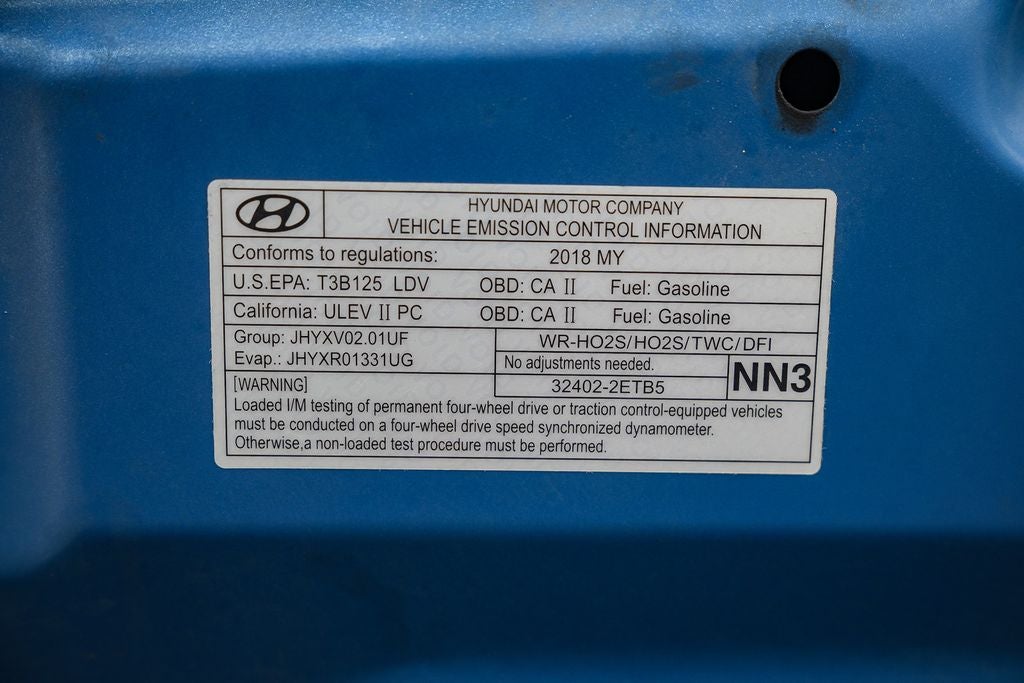 HYUNDAI MOTOR COMPANY
VEHICLE EMISSION CONTROL INFORMATION
Conforms to regulations: 2018 MY
U.S.EPA: T3B125 LDV OBD: CA II Fuel: Gasoline
California: ULEV II PC OBD: CA II Fuel: Gasoline
Group: JHYXV02.01UF
Evap.: JHYXR01331UG
WR-HO2S/HO2S/TWC/DFI
No adjustments needed.
32402-2ETB5
NN3
[WARNING]
Loaded I/M testing of permanent four-wheel drive or traction control-equipped vehicles
must be conducted on a four-wheel drive speed synchronized dynamometer.
Otherwise,a non-loaded test procedure must be performed.